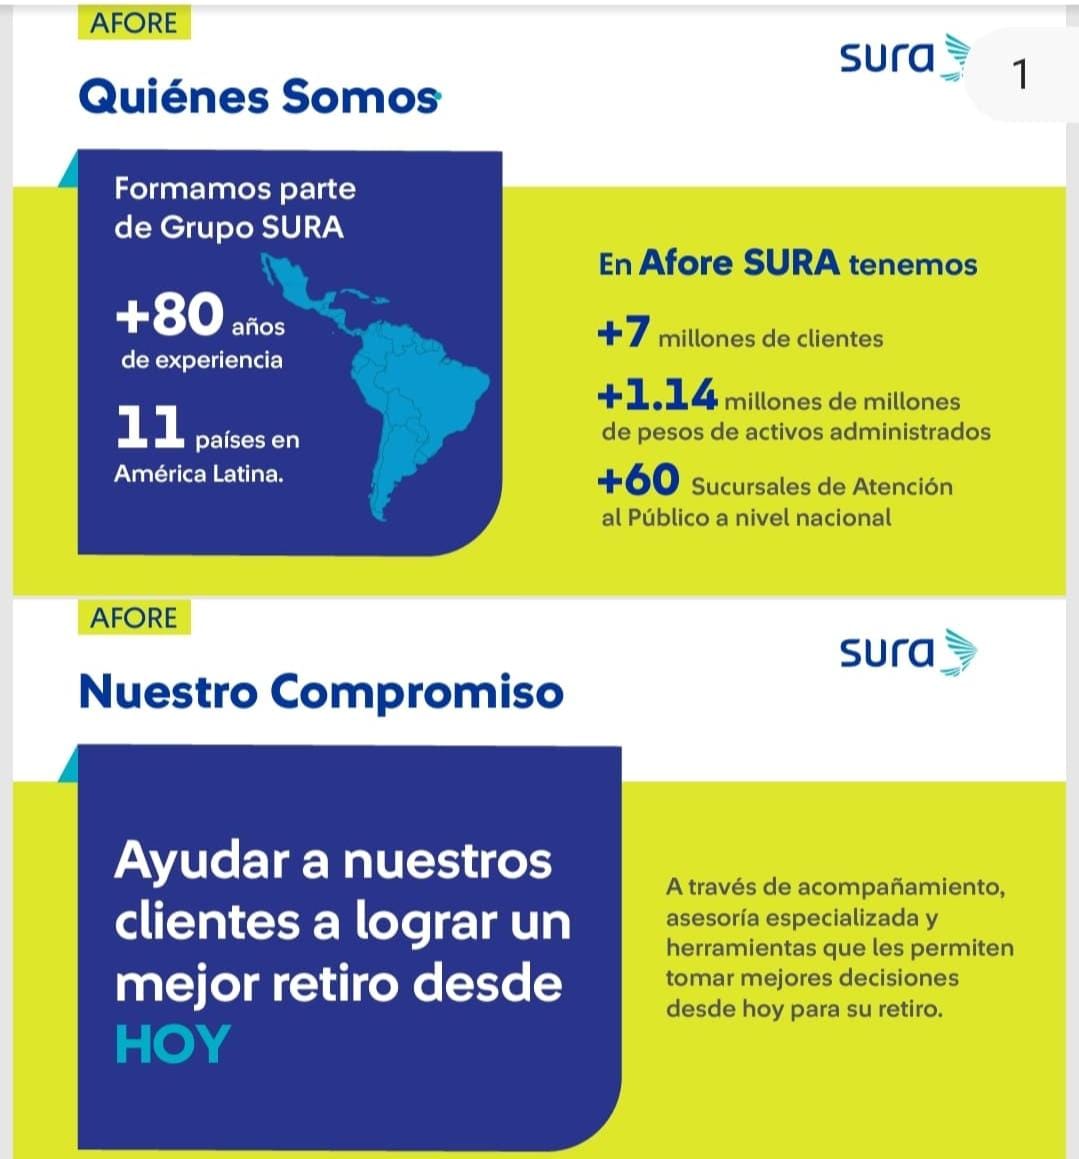 AFORE
sura
1
Quiénes Somos
Formamos parte
de Grupo SURA
+80 años
de experiencia
11 países en
América Latina.
En Afore SURA tenemos
+7 millones de clientes
+1.14 millones de millones
de pesos de activos administrados
+60 Sucursales de Atención
al Público a nivel nacional
AFORE
sura
Nuestro Compromiso
Ayudar a nuestros
clientes a lograr un
mejor retiro desde
HOY
A través de acompañamiento,
asesoría especializada y
herramientas que les permiten
tomar mejores decisiones
desde hoy para su retiro.